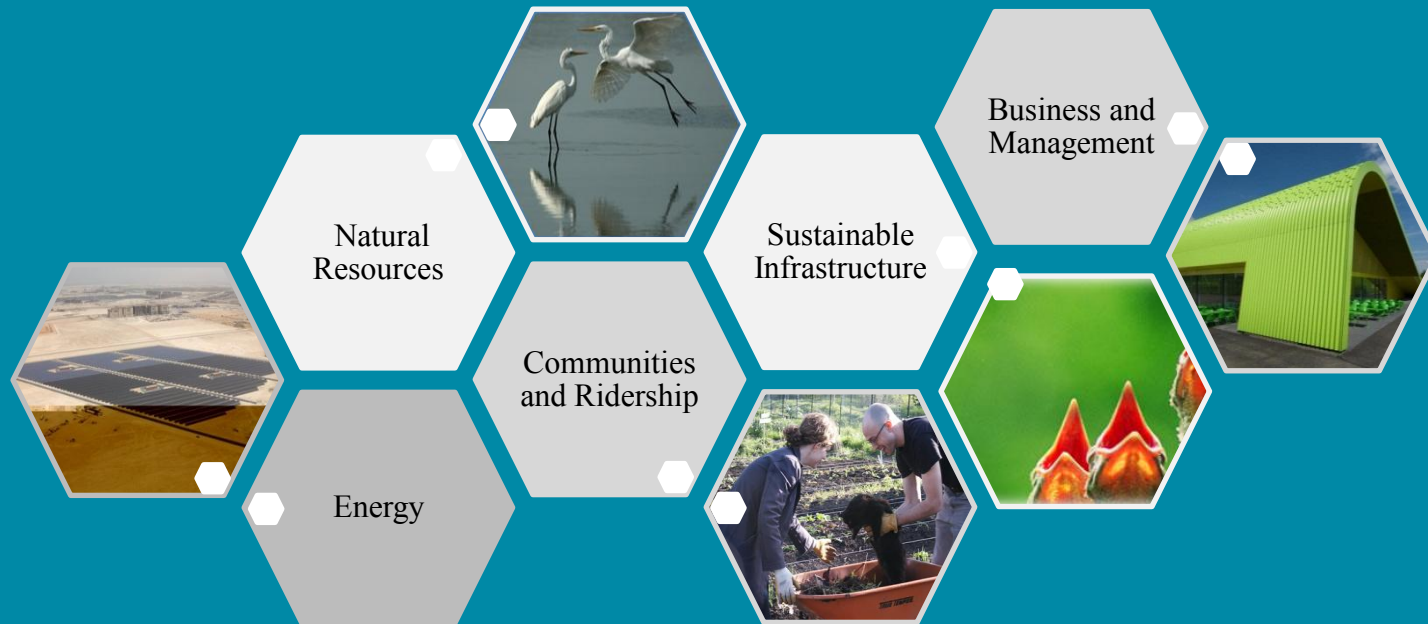 Business and
Management
Natural
Resources
Sustainable
Infrastructure
Communities
and Ridership
Energy